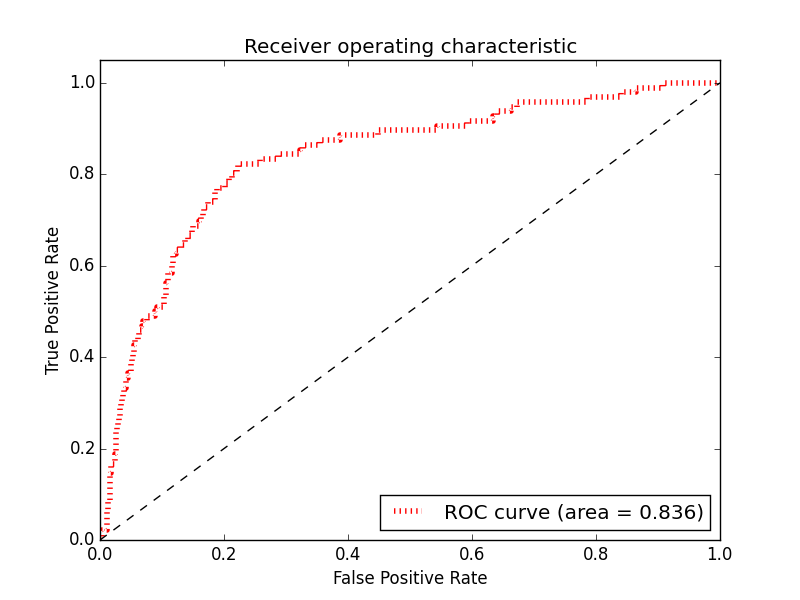 Receiver operating characteristic
1.0
0.8
0.6
0.4
0.2
0.0
True Positive Rate
0.0 0.2 0.4 0.6 0.8 1.0
False Positive Rate
ROC curve (area = 0.836)